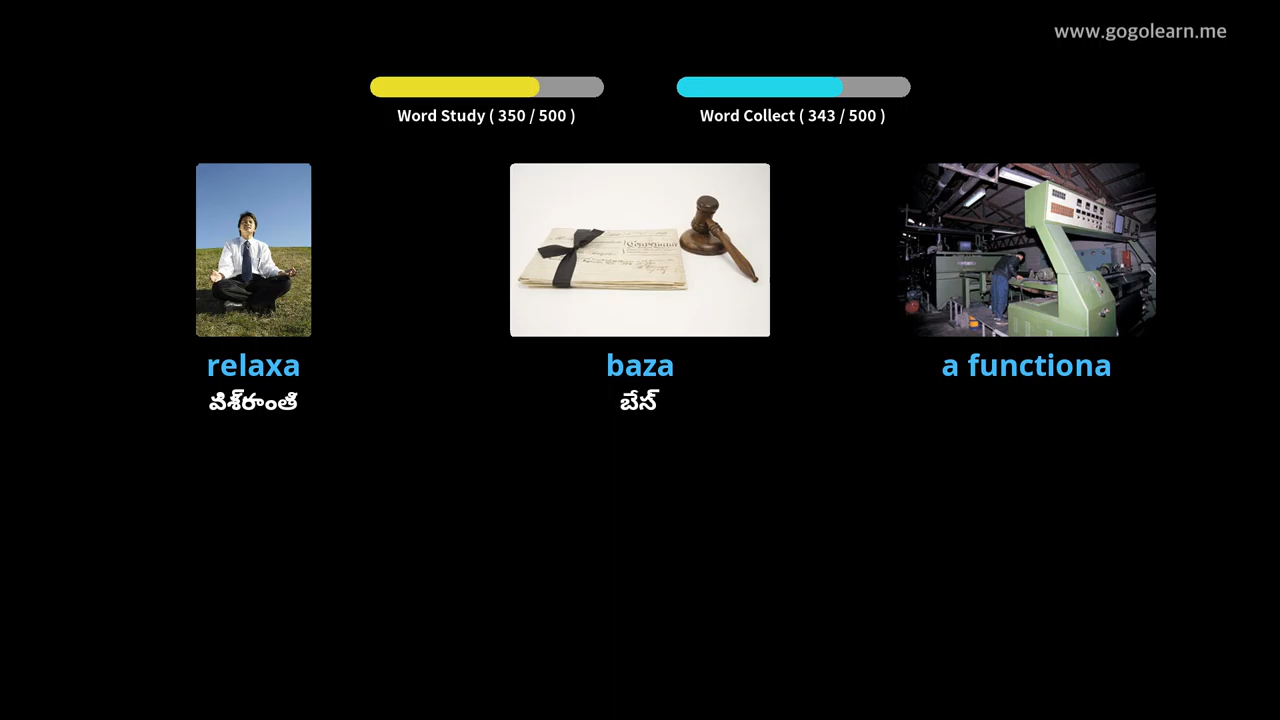 www.gogolearn.me
Word Study ( 350 / 500 )
Word Collect ( 343 / 500 )
relaxa
విశ్‌రాంతి
baza
బేస్
a functiona